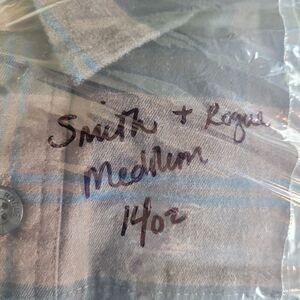 Smith + Rogue
Medium
14oz